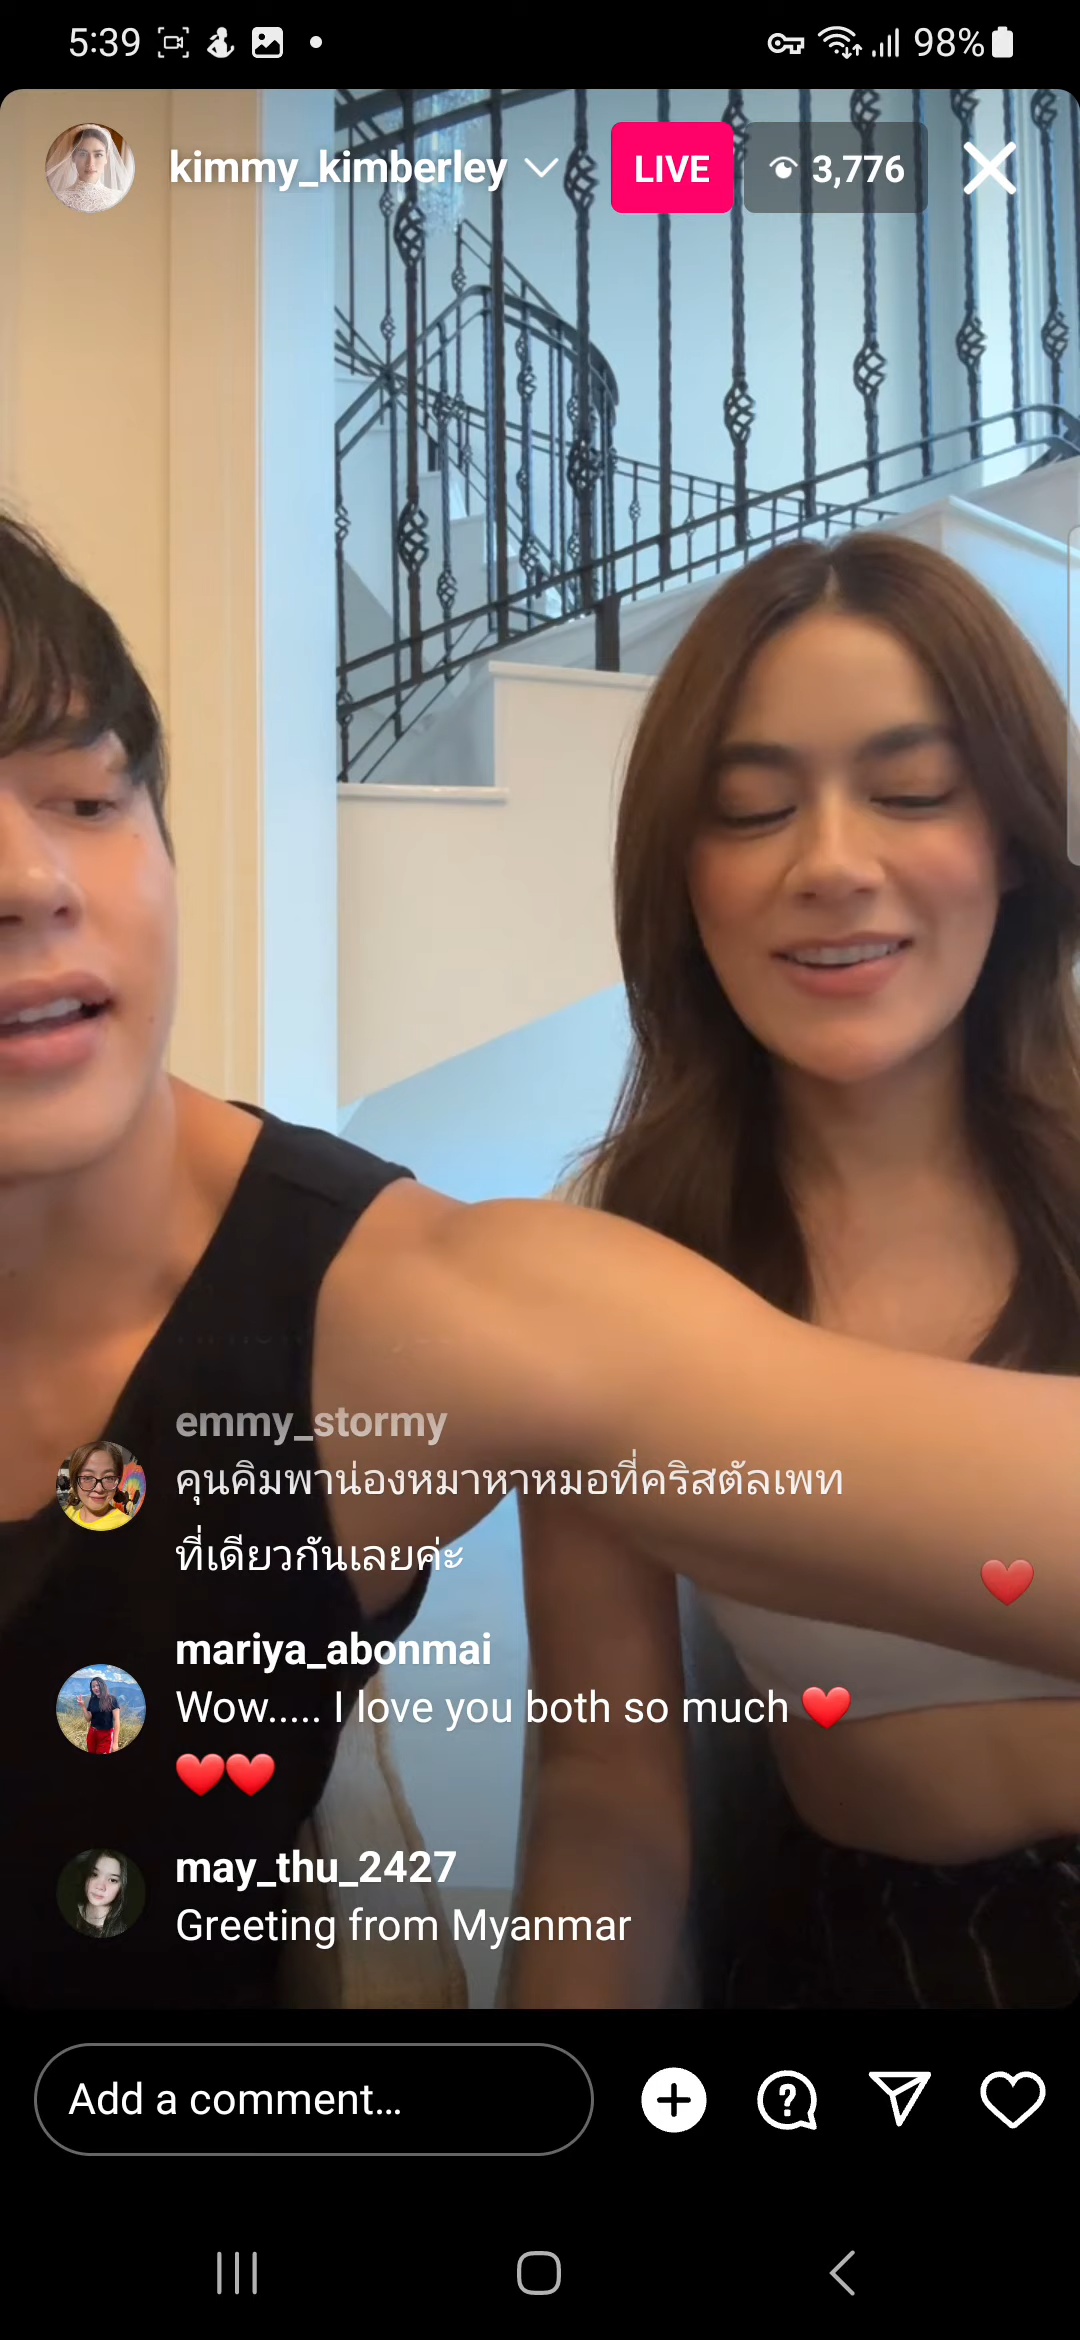 5:39
98%
kimmy_kimberley
LIVE
3,776
emmy_stormy
คุนคิมพาน่องหมาหาหมอที่คริสตัลเพท
ที่เดียวกันเลยค่ะ
mariya_abonmai
Wow..... I love you both so much ❤️
❤️❤️
may_thu_2427
Greeting from Myanmar
Add a comment...